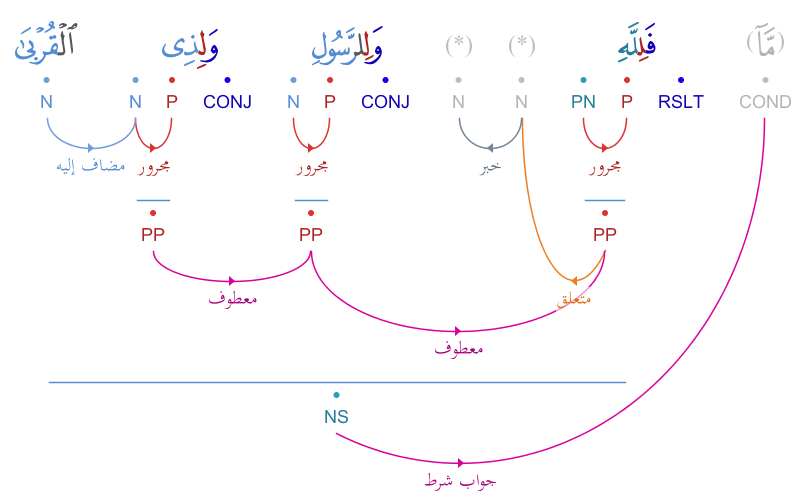 (مَّآ) فَلِلَّهِ (*) (*) وَلِلرَّسُولِ وَلِذِى ٱلْقُرْبَىٰ
COND RSLT P PN N N CONJ P N CONJ P N N
مجرور خبر مجرور مجرور مضاف إليه
PP PP PP
متعلق معطوف
معطوف
NS
جواب شرط